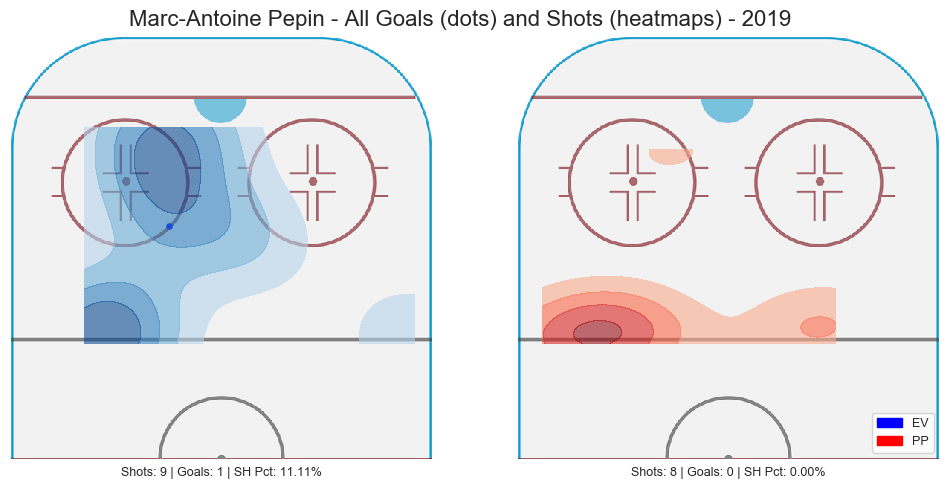 Marc-Antoine Pepin - All Goals (dots) and Shots (heatmaps) - 2019
EV
PP
Shots: 9 | Goals: 1 | SH Pct: 11.11%
Shots: 8 | Goals: 0 | SH Pct: 0.00%